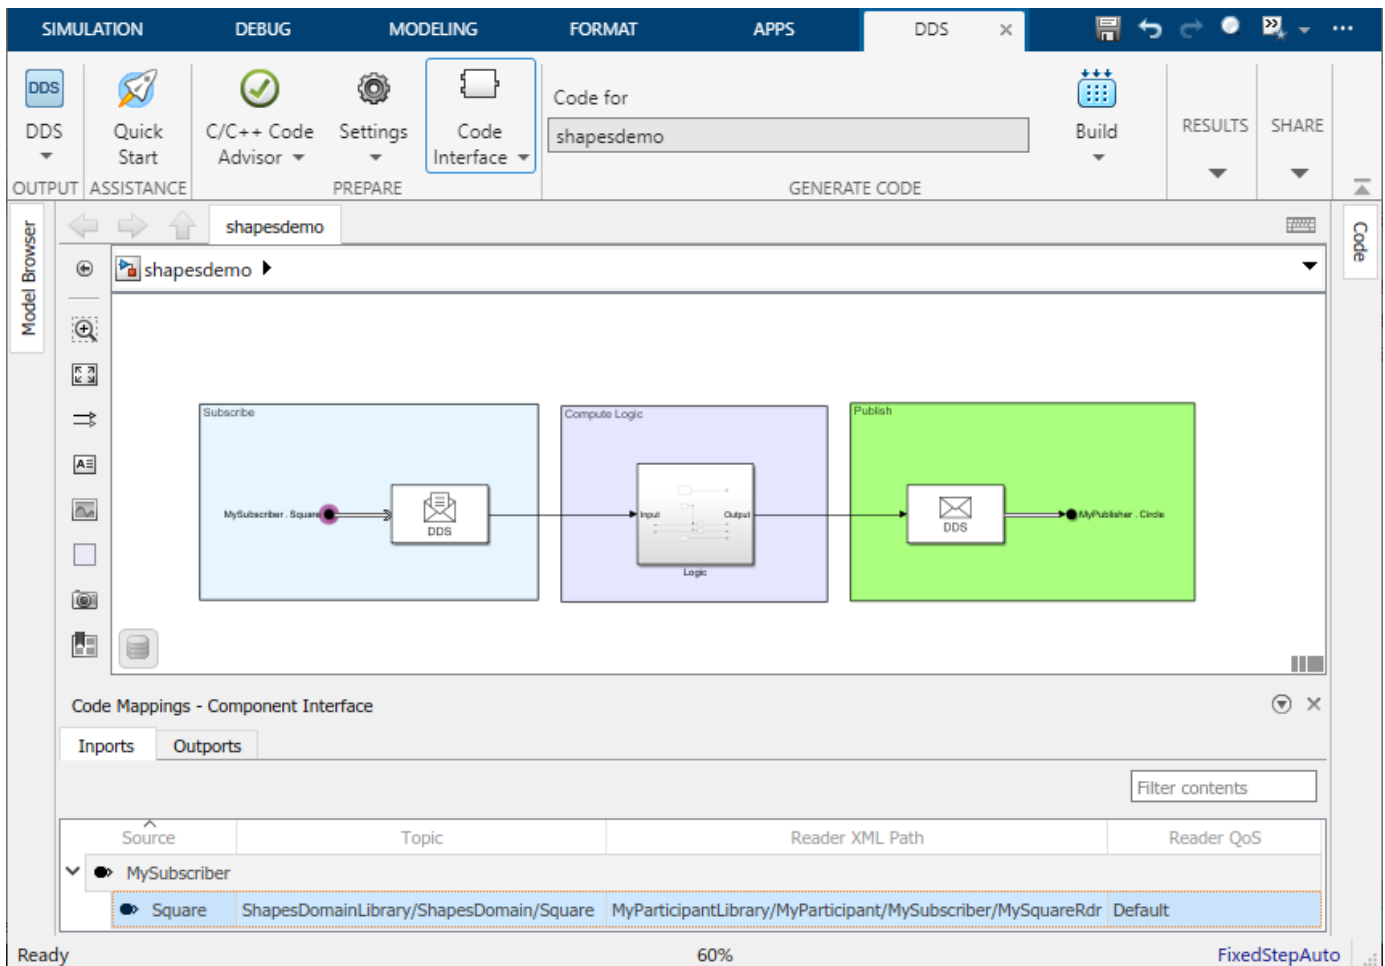 SIMULATION DEBUG MODELING FORMAT APPS DDS
DDS
DDS
Quick
Start
C/C++ Code
Advisor
Settings
Code
Interface
Code for
shapesdemo
Build
RESULTS
SHARE
OUTPUT ASSISTANCE PREPARE GENERATE CODE
Model Browser
shapesdemo
Code
shapesdemo
Subscribe
MySubscriber . Square
DDS
Compute Logic
Input
Output
Logic
Publish
DDS
MyPublisher . Circle
Code Mappings - Component Interface
Inports Outports
Filter contents
Source Topic Reader XML Path Reader QoS
MySubscriber
Square ShapesDomainLibrary/ShapesDomain/Square MyParticipantLibrary/MyParticipant/MySubscriber/MySquareRdr Default
Ready 60% FixedStepAuto